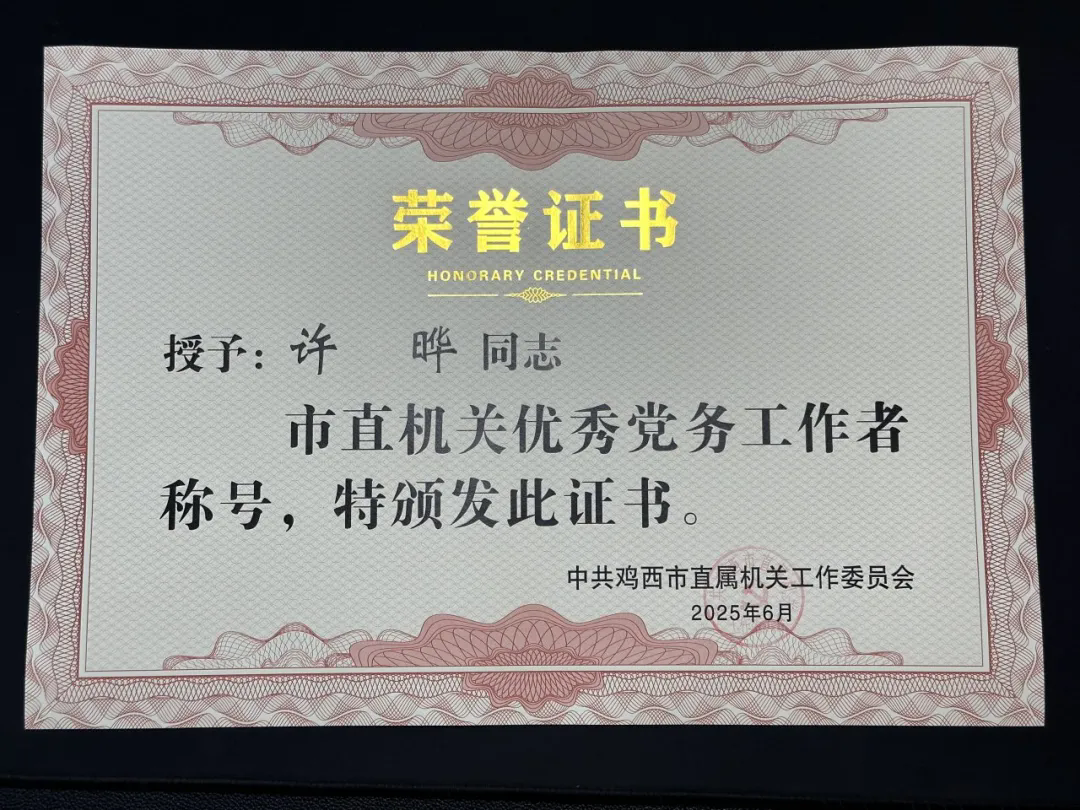 荣誉证书
HONORARY CREDENTIAL
授予：许 晔 同志
市直机关优秀党务工作者
称号，特颁发此证书。
中共鸡西市直属机关工作委员会
2025年6月